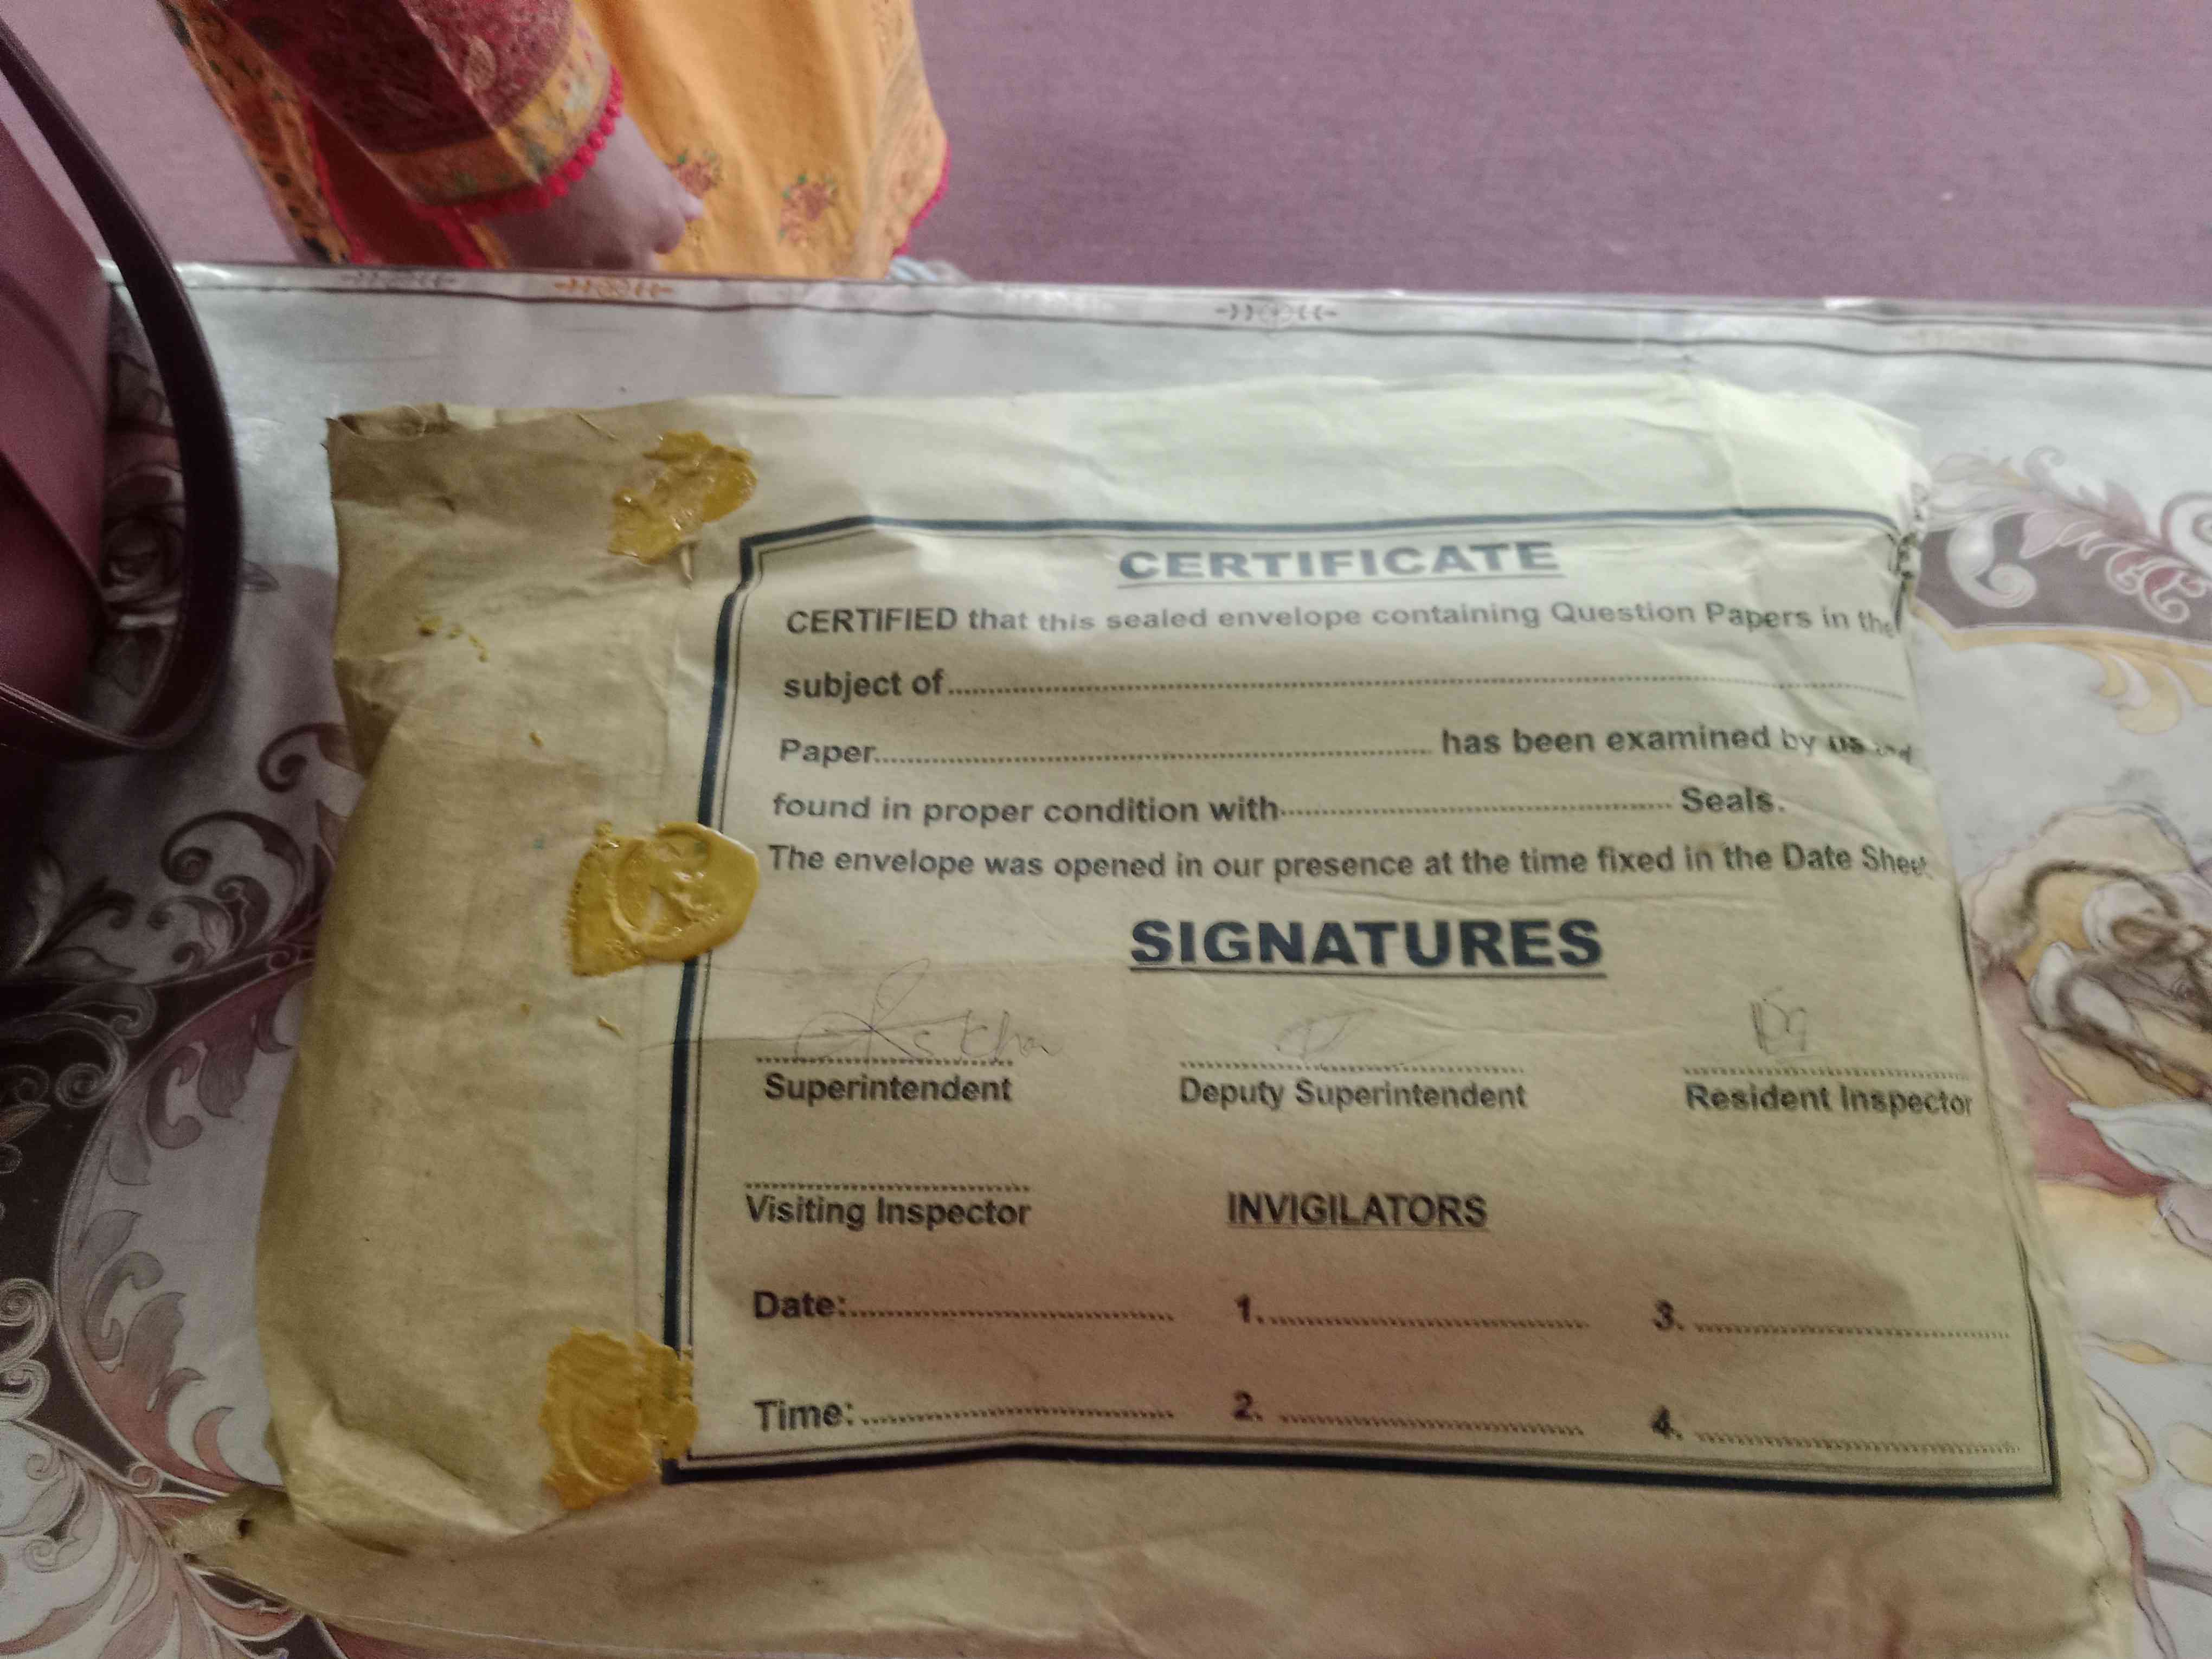 CERTIFICATE
CERTIFIED that this sealed envelope containing Question Papers in the
subject of
Paper has been examined by us
found in proper condition with Seals.
The envelope was opened in our presence at the time fixed in the Date Sheet
SIGNATURES
Superintendent Deputy Superintendent Resident Inspector
Visiting Inspector INVIGILATORS
Date: 1. 3.
Time: 2. 4.